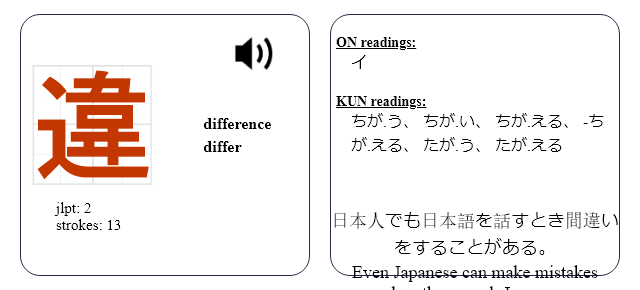 違
difference
differ
jlpt: 2
strokes: 13
ON readings:
イ
KUN readings:
ちが.う、 ちが.い、 ちが.える、 -ち
が.える、 たが.う、 たが.える
日本人でも日本語を話すとき間違い
をすることがある。
Even Japanese can make mistakes